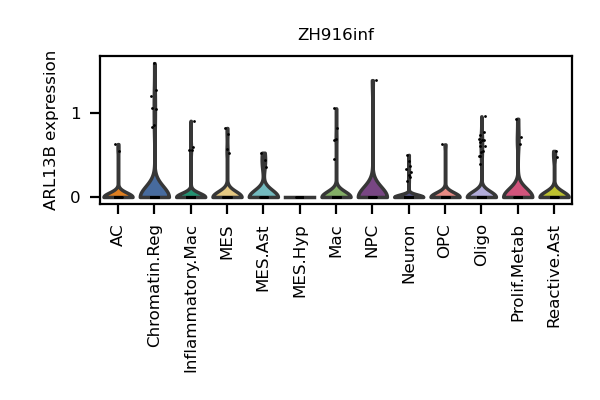 ZH916inf
ARL13B expression
1
0
AC
Chromatin.Reg
Inflammatory.Mac
MES
MES.Ast
MES.Hyp
Mac
NPC
Neuron
OPC
Oligo
Prolif.Metab
Reactive.Ast